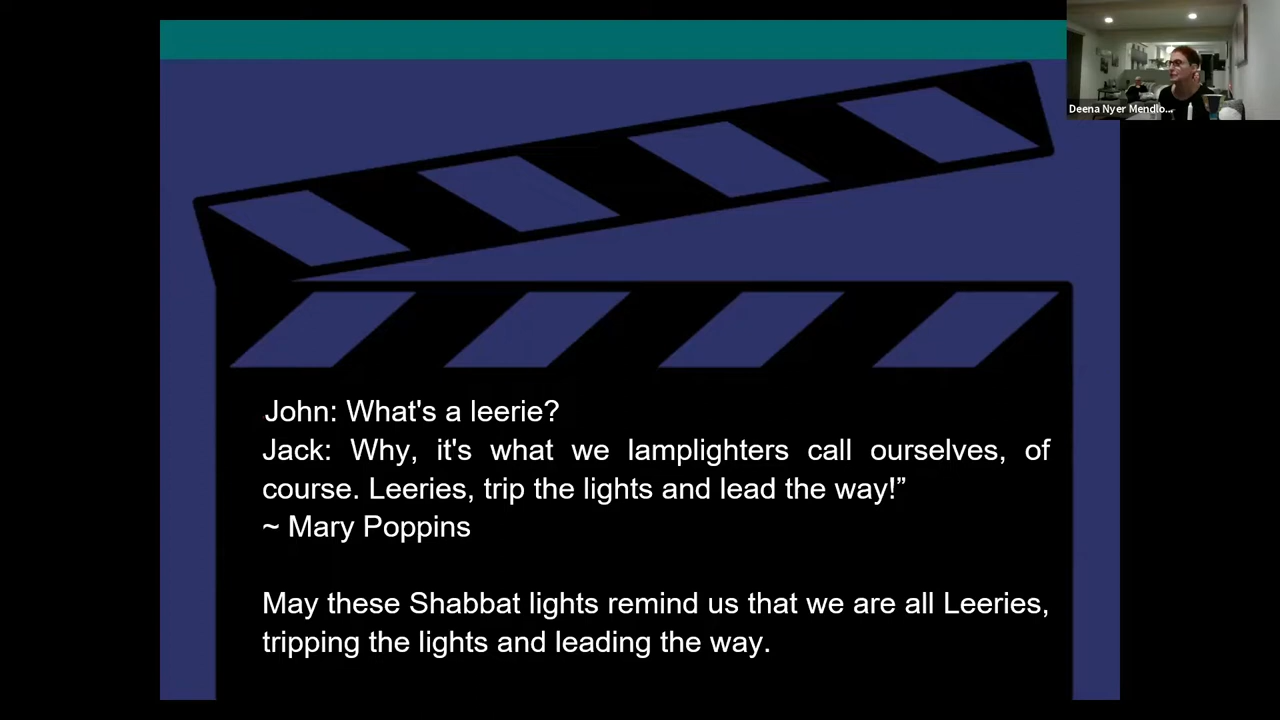 Deena Nyer Mendlo...
John: What's a leerie?
Jack: Why, it's what we lamplighters call ourselves, of
course. Leeries, trip the lights and lead the way!”
~ Mary Poppins
May these Shabbat lights remind us that we are all Leeries,
tripping the lights and leading the way.